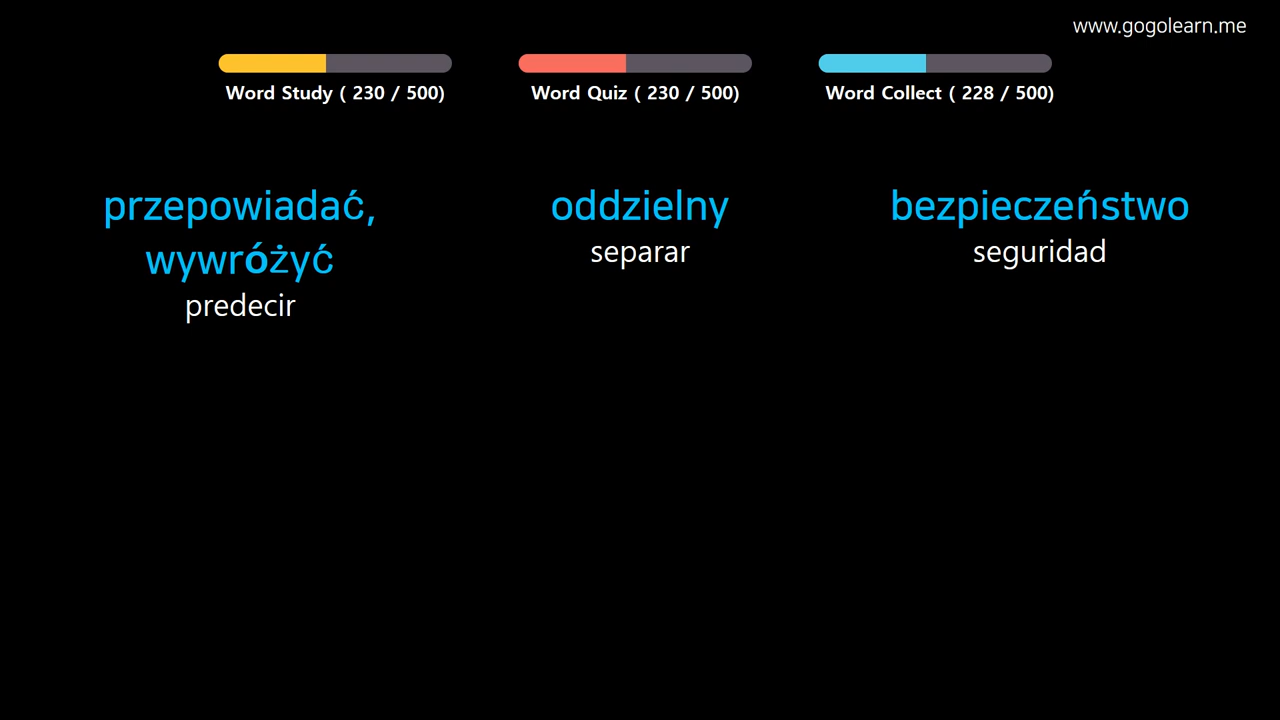 www.gogolearn.me
Word Study ( 230 / 500)
Word Quiz ( 230 / 500)
Word Collect ( 228 / 500)
przepowiadać,
wywróżyć
predecir
oddzielny
separar
bezpieczeństwo
seguridad